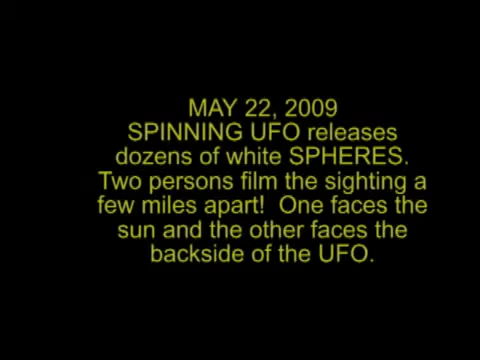 MAY 22, 2009
SPINNING UFO releases
dozens of white SPHERES.
Two persons film the sighting a
few miles apart!  One faces the
sun and the other faces the
backside of the UFO.